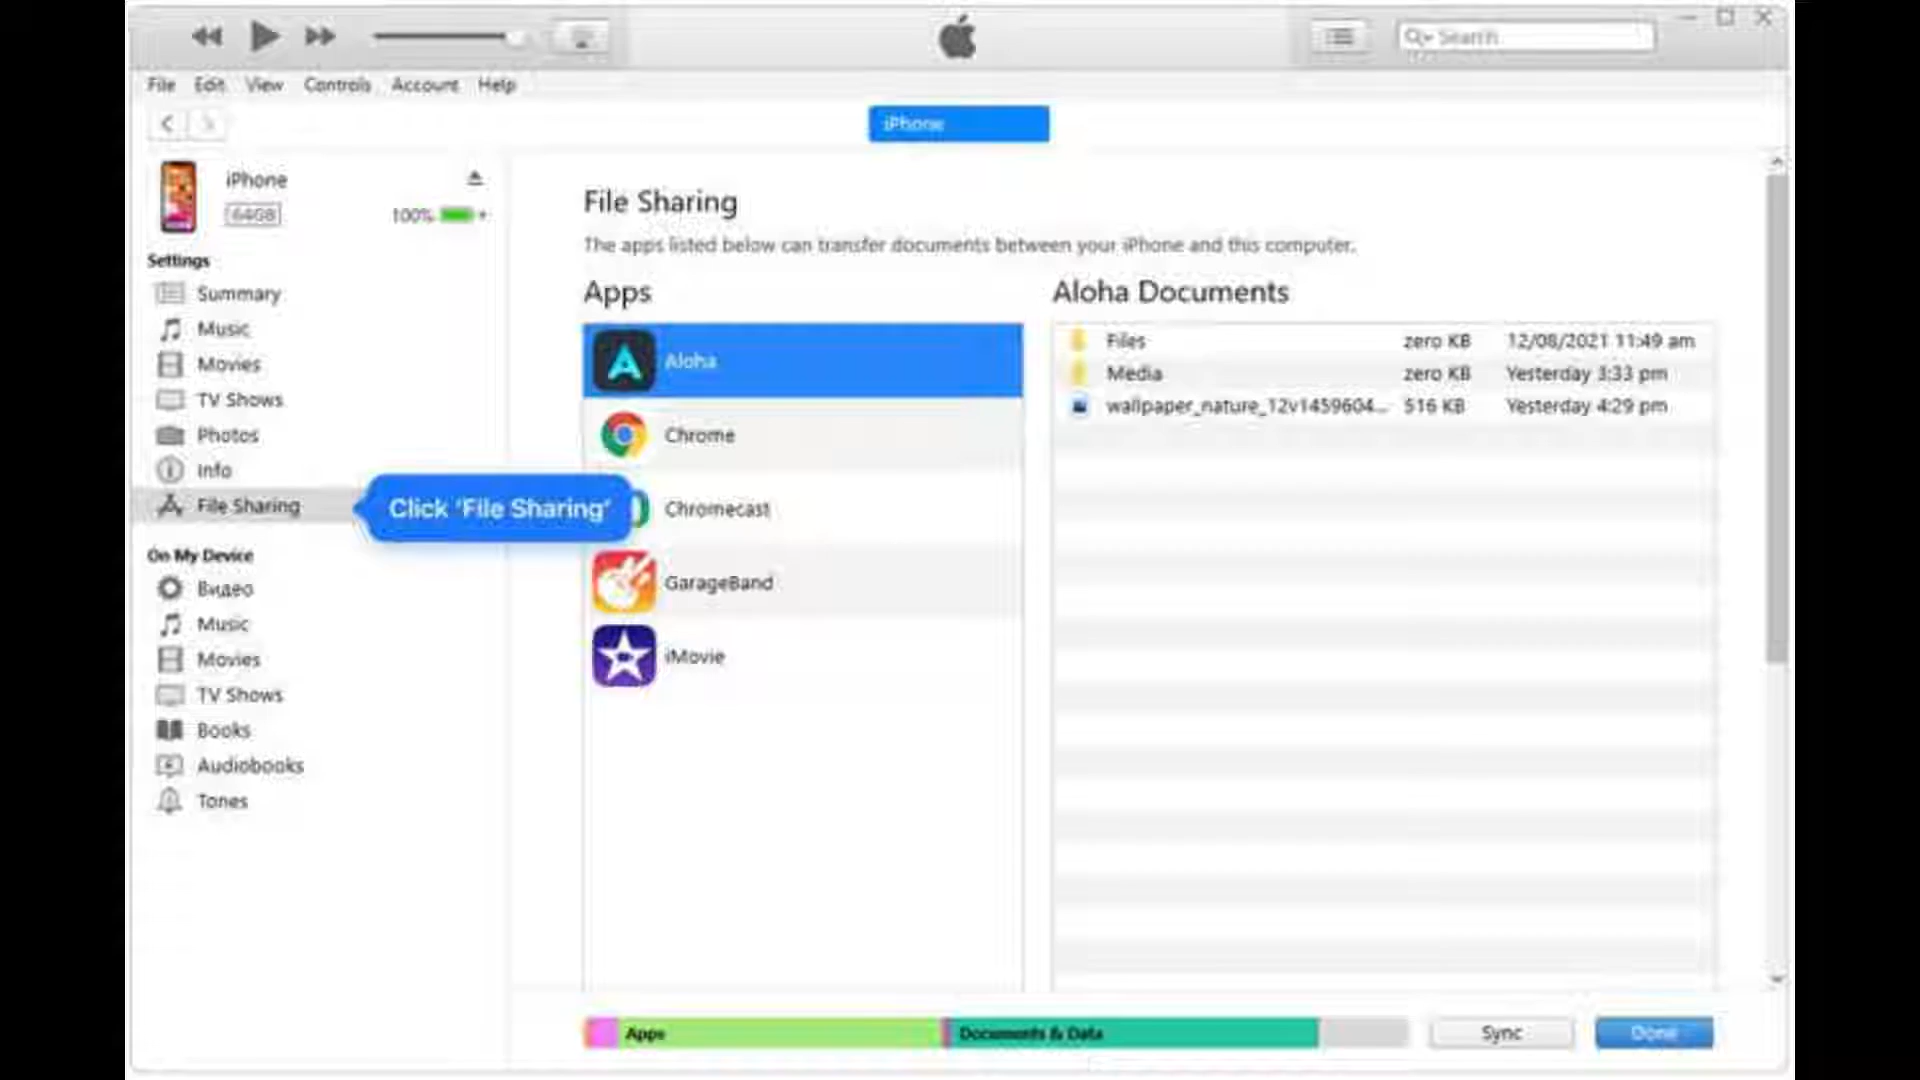 Search
File Edit View Controls Account Help
iPhone
iPhone
64GB
100%
Settings
Summary
Music
Movies
TV Shows
Photos
Info
File Sharing
On My Device
Видео
Music
Movies
TV Shows
Books
Audiobooks
Tones
Click 'File Sharing'
File Sharing
The apps listed below can transfer documents between your iPhone and this computer.
Apps
Aloha
Chrome
Chromecast
GarageBand
iMovie
Aloha Documents
Files zero KB 12/08/2021 11:49 am
Media zero KB Yesterday 3:33 pm
wallpaper_nature_12v1459604... 516 KB Yesterday 4:29 pm
Apps Documents & Data Sync Done